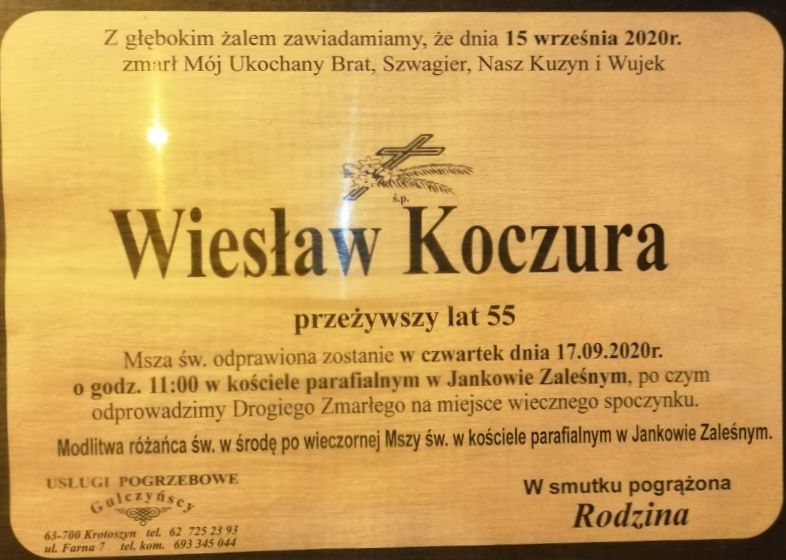 Z głębokim żalem zawiadamiamy, że dnia 15 września 2020r.
zmarł Mój Ukochany Brat, Szwagier, Nasz Kuzyn i Wujek
ś.p.
Wiesław Koczura
przeżywszy lat 55
Msza św. odprawiona zostanie w czwartek dnia 17.09.2020r.
o godz. 11:00 w kościele parafialnym w Jankowie Zaleśnym, po czym
odprowadzimy Drogiego Zmarłego na miejsce wiecznego spoczynku.
Modlitwa różańca św. w środę po wieczornej Mszy św. w kościele parafialnym w Jankowie Zaleśnym.
USŁUGI POGRZEBOWE
Gulczyńscy
63-700 Krotoszyn tel. 62 725 23 93
ul. Farna 7 tel. kom. 693 345 044
W smutku pogrążona
Rodzina